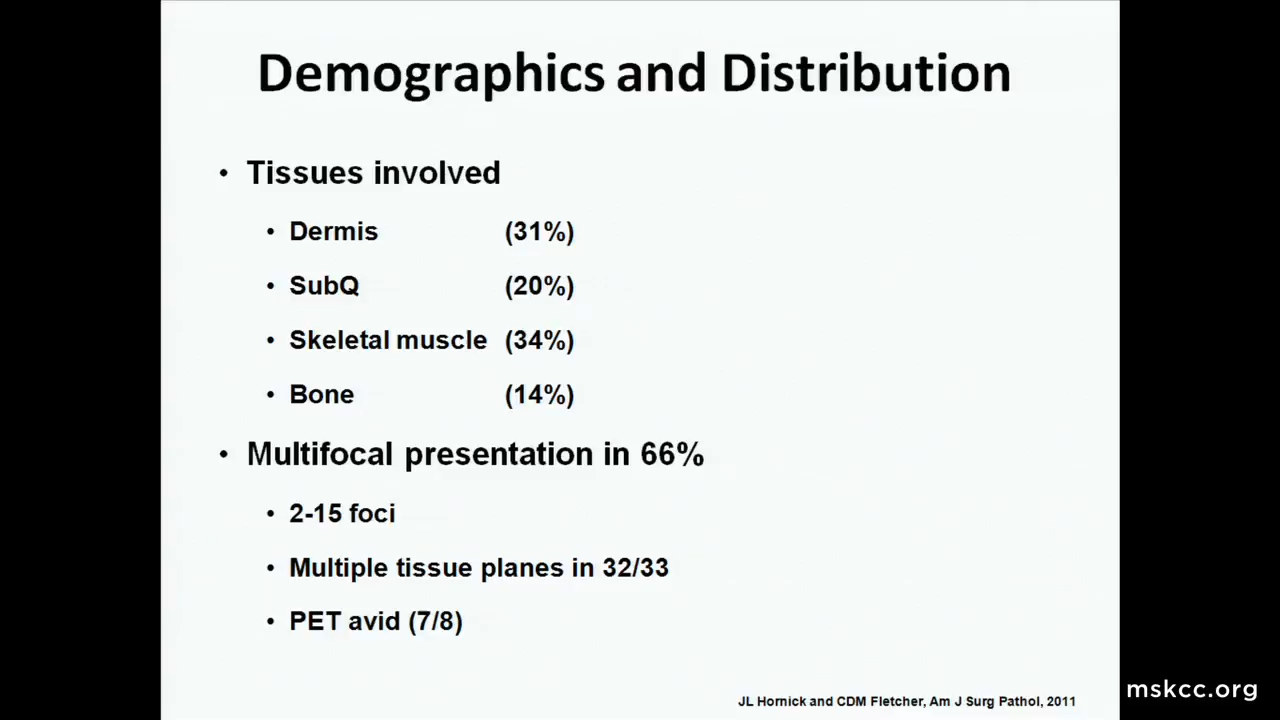 Demographics and Distribution
• Tissues involved
• Dermis (31%)
• SubQ (20%)
• Skeletal muscle (34%)
• Bone (14%)
• Multifocal presentation in 66%
• 2-15 foci
• Multiple tissue planes in 32/33
• PET avid (7/8)
JL Hornick and CDM Fletcher, Am J Surg Pathol, 2011
mskcc.org